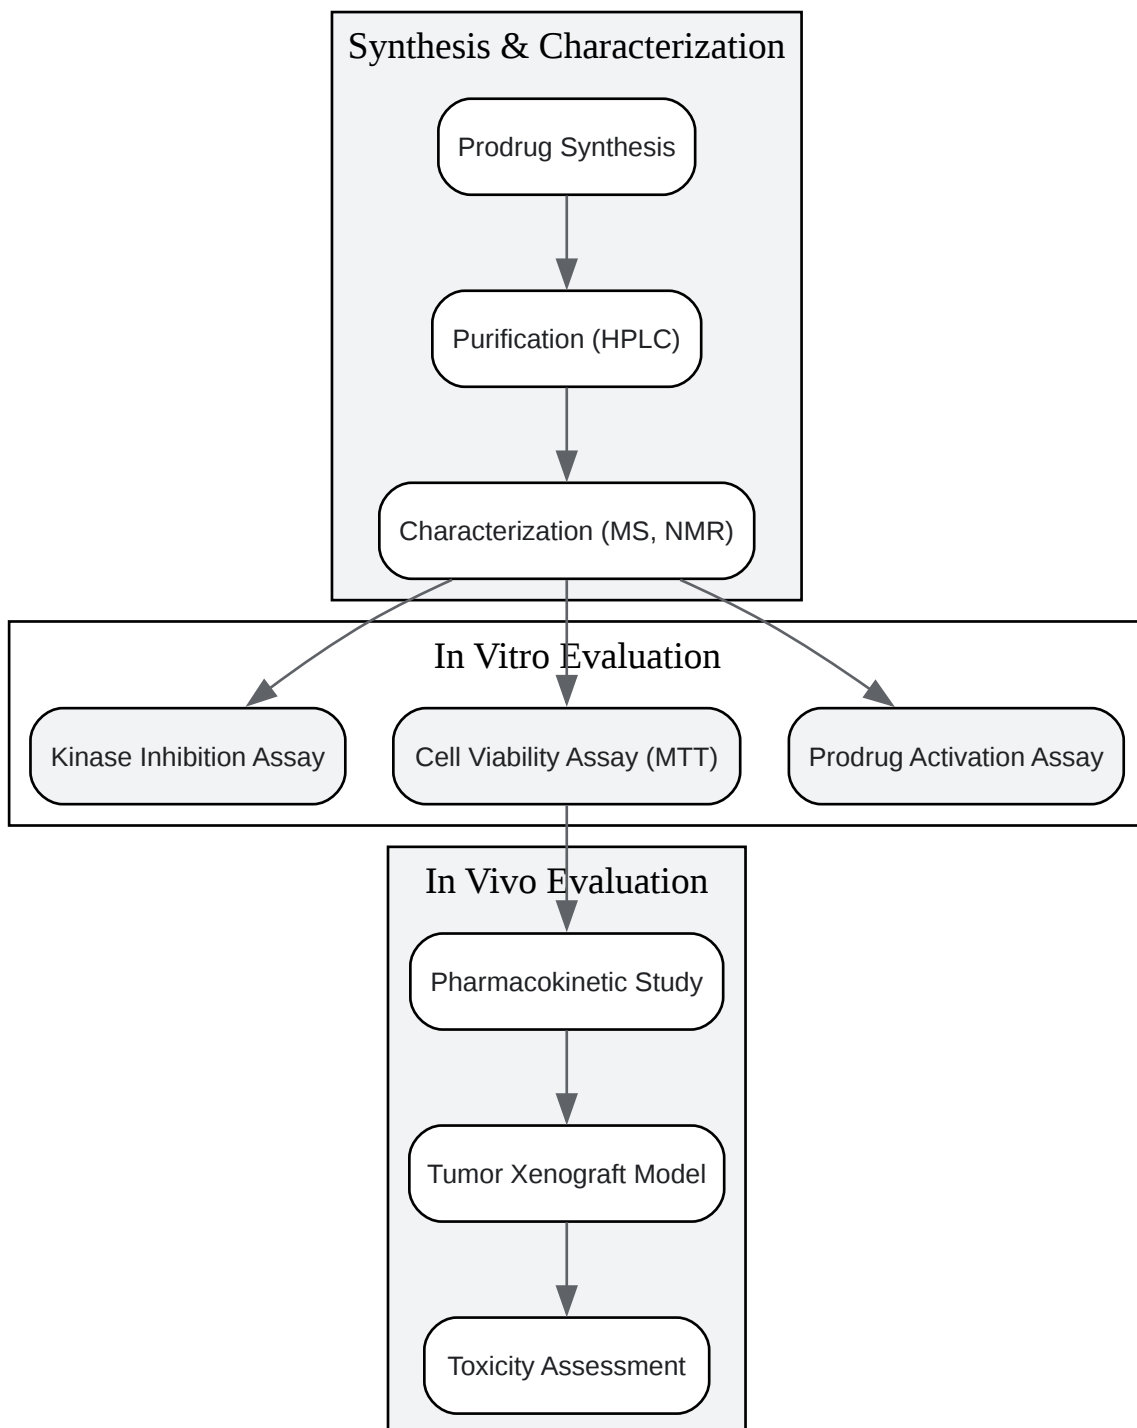 Synthesis & Characterization
Prodrug Synthesis
Purification (HPLC)
Characterization (MS, NMR)
In Vitro Evaluation
Kinase Inhibition Assay
Cell Viability Assay (MTT)
Prodrug Activation Assay
In Vivo Evaluation
Pharmacokinetic Study
Tumor Xenograft Model
Toxicity Assessment